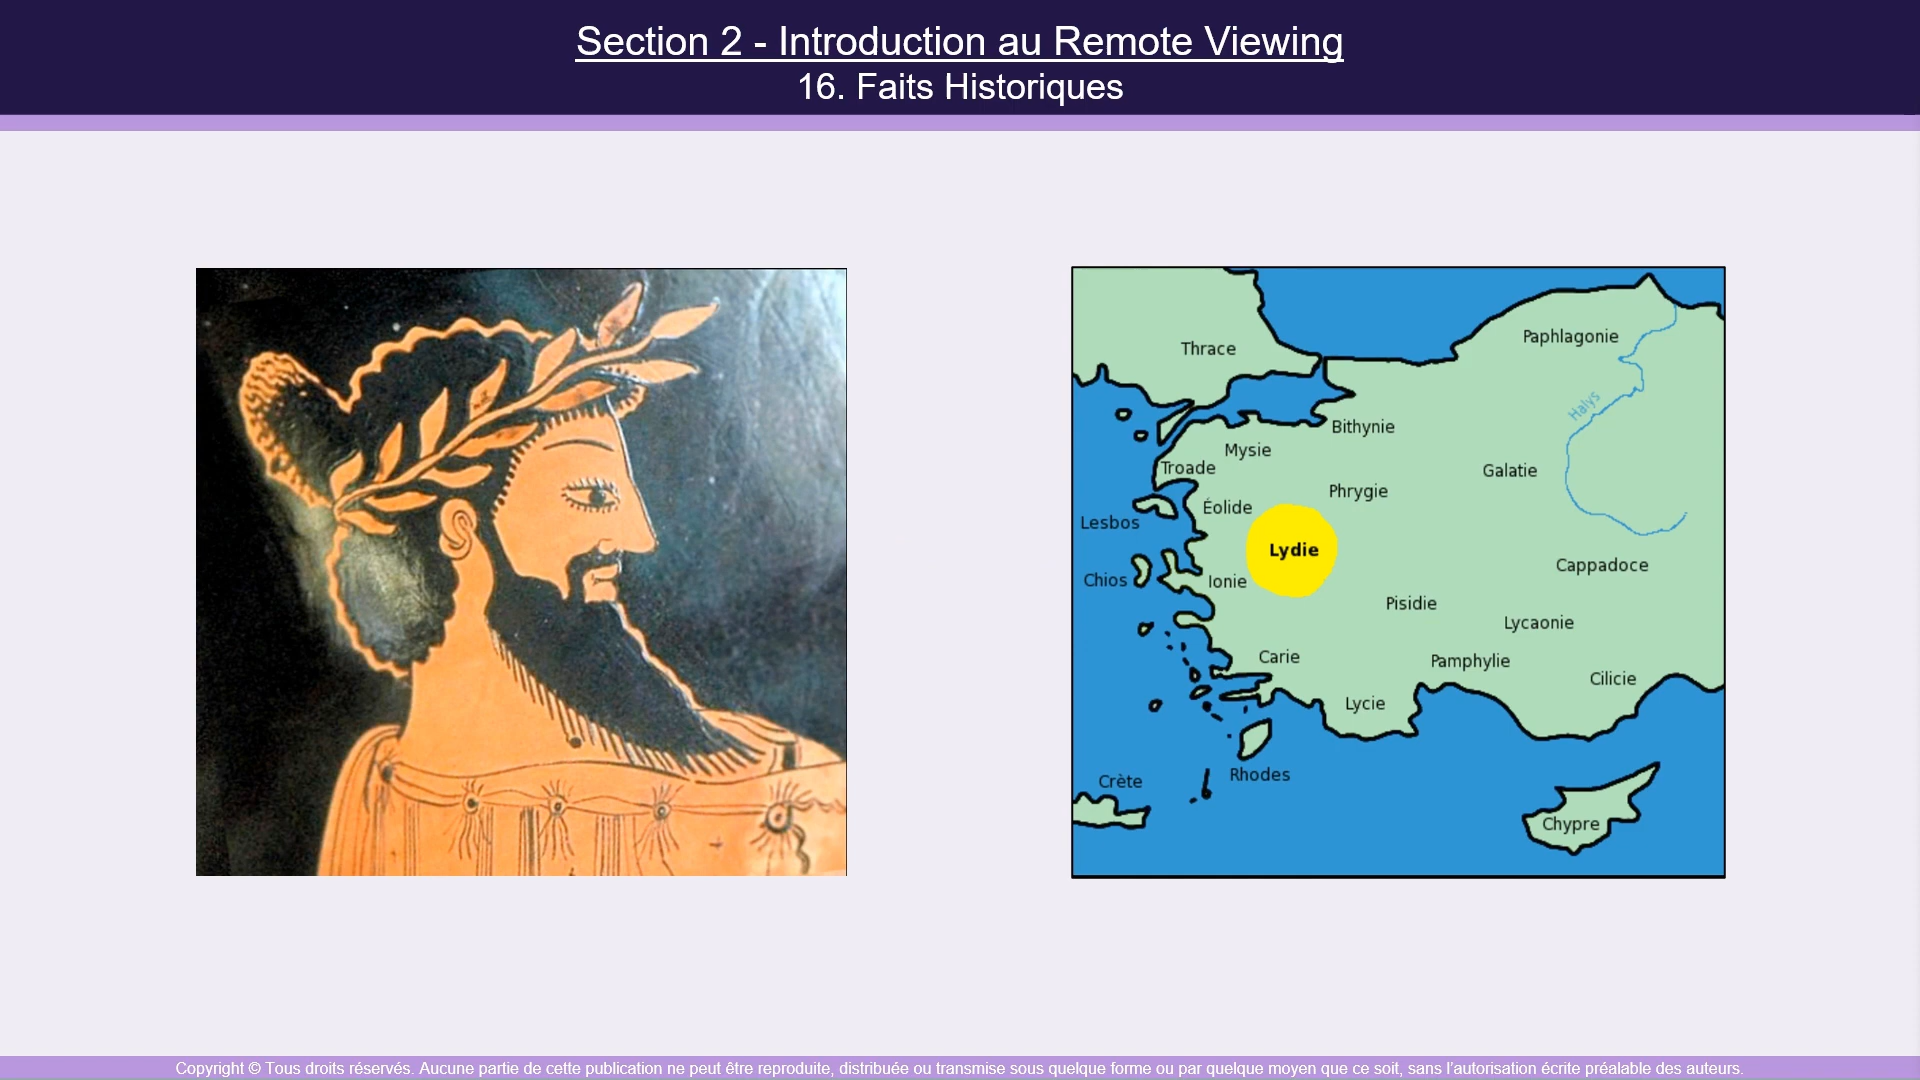 Section 2 - Introduction au Remote Viewing
16. Faits Historiques
Thrace
Paphlagonie
Halys
Bithynie
Mysie
Troade
Galatie
Phrygie
Éolide
Lesbos
Lydie
Cappadoce
Chios
Ionie
Pisidie
Lycaonie
Carie
Pamphylie
Cilicie
Lycie
Rhodes
Crète
Chypre
Copyright © Tous droits réservés. Aucune partie de cette publication ne peut être reproduite, distribuée ou transmise sous quelque forme ou par quelque moyen que ce soit, sans l’autorisation écrite préalable des auteurs.